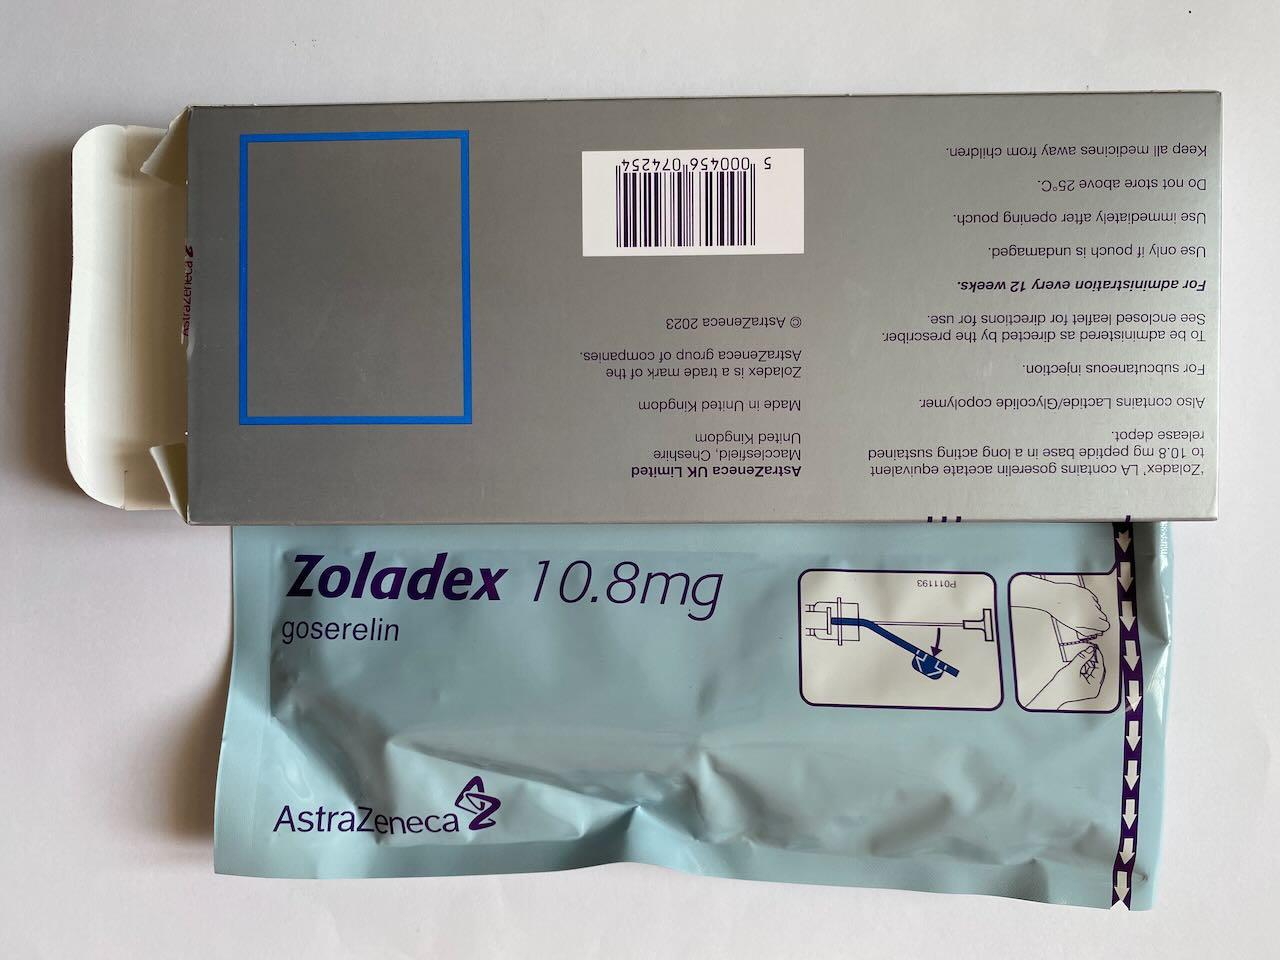 'Zoladex' LA contains goserelin acetate equivalent
to 10.8 mg peptide base in a long acting sustained
release depot.
Also contains Lactide/Glycolide copolymer.
For subcutaneous injection.
To be administered as directed by the prescriber.
See enclosed leaflet for directions for use.
For administration every 12 weeks.
Use only if pouch is undamaged.
Use immediately after opening pouch.
Do not store above 25°C.
Keep all medicines away from children.
AstraZeneca UK Limited
Macclesfield, Cheshire
United Kingdom
Made in United Kingdom
Zoladex is a trade mark of the
AstraZeneca group of companies.
© AstraZeneca 2023
5 000456 074254
AstraZeneca
Zoladex 10.8mg
goserelin
P011193
AstraZeneca